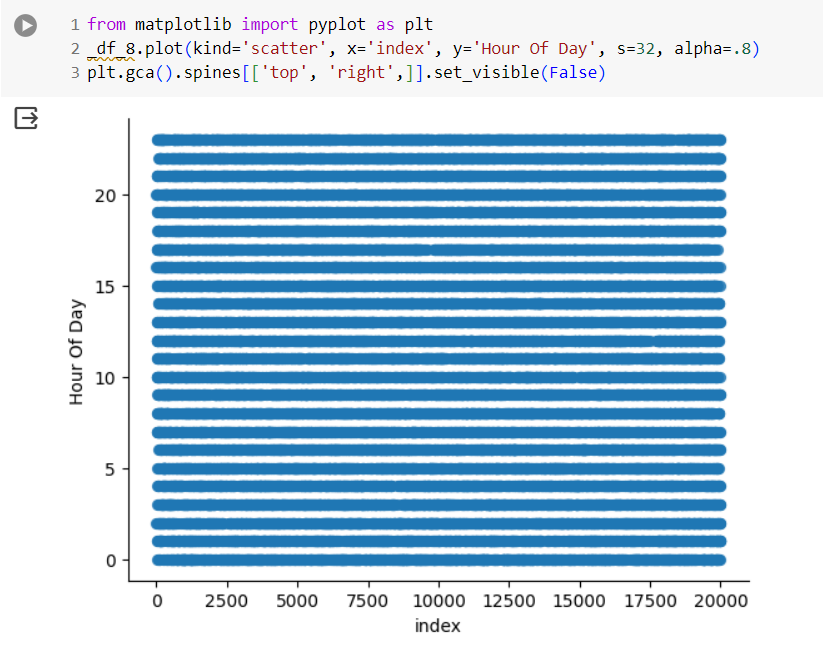 1 from matplotlib import pyplot as plt
2 _df_8.plot(kind='scatter', x='index', y='Hour Of Day', s=32, alpha=.8)
3 plt.gca().spines[['top', 'right',]].set_visible(False)
20
15
10
5
0
Hour Of Day
0 2500 5000 7500 10000 12500 15000 17500 20000
index